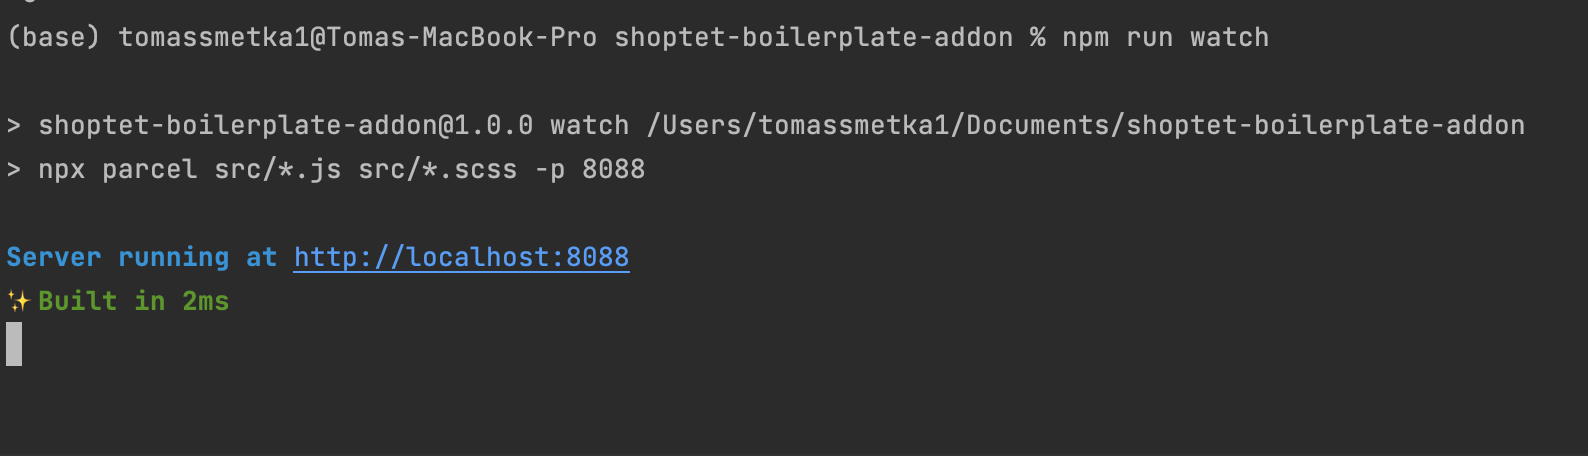 (base) tomassmetka1@Tomas-MacBook-Pro shoptet-boilerplate-addon % npm run watch
> shoptet-boilerplate-addon@1.0.0 watch /Users/tomassmetka1/Documents/shoptet-boilerplate-addon
> npx parcel src/*.js src/*.scss -p 8088
Server running at http://localhost:8088
✨ Built in 2ms